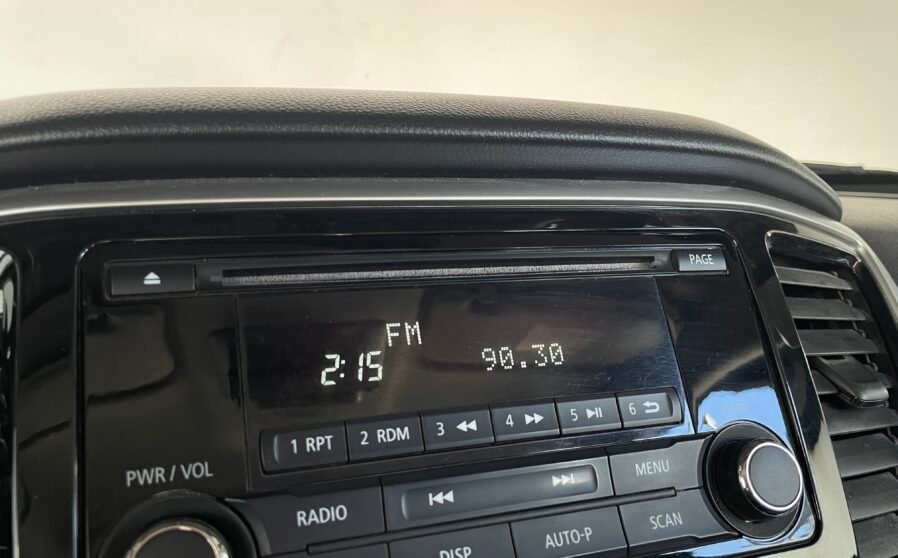 PAGE
FM
2:15 90.30
1 RPT 2 RDM 3 4 5 6
PWR / VOL
MENU
RADIO
SCAN
AUTO-P
DISP